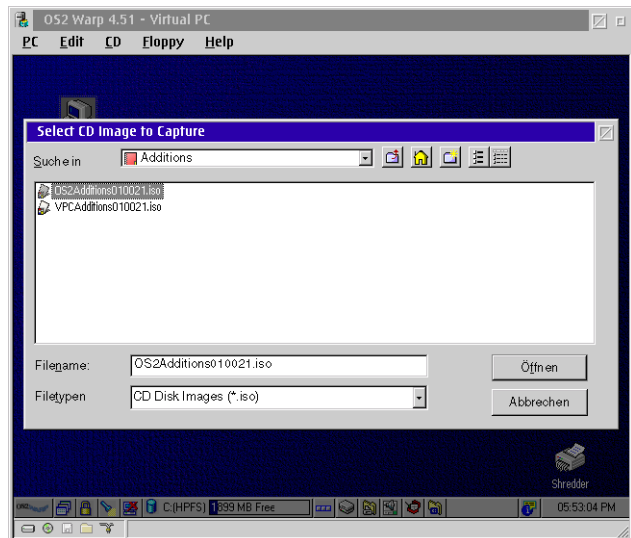 OS2 Warp 4.51 - Virtual PC
PC Edit CD Floppy Help
Select CD Image to Capture
Suche in Additions
OS2Additions010021.iso
VPCAdditions010021.iso
Filename: OS2Additions010021.iso
Öffnen
Filetypen CD Disk Images (*.iso)
Abbrechen
Shredder
C:(HPFS) 1899 MB Free
05:53:04 PM